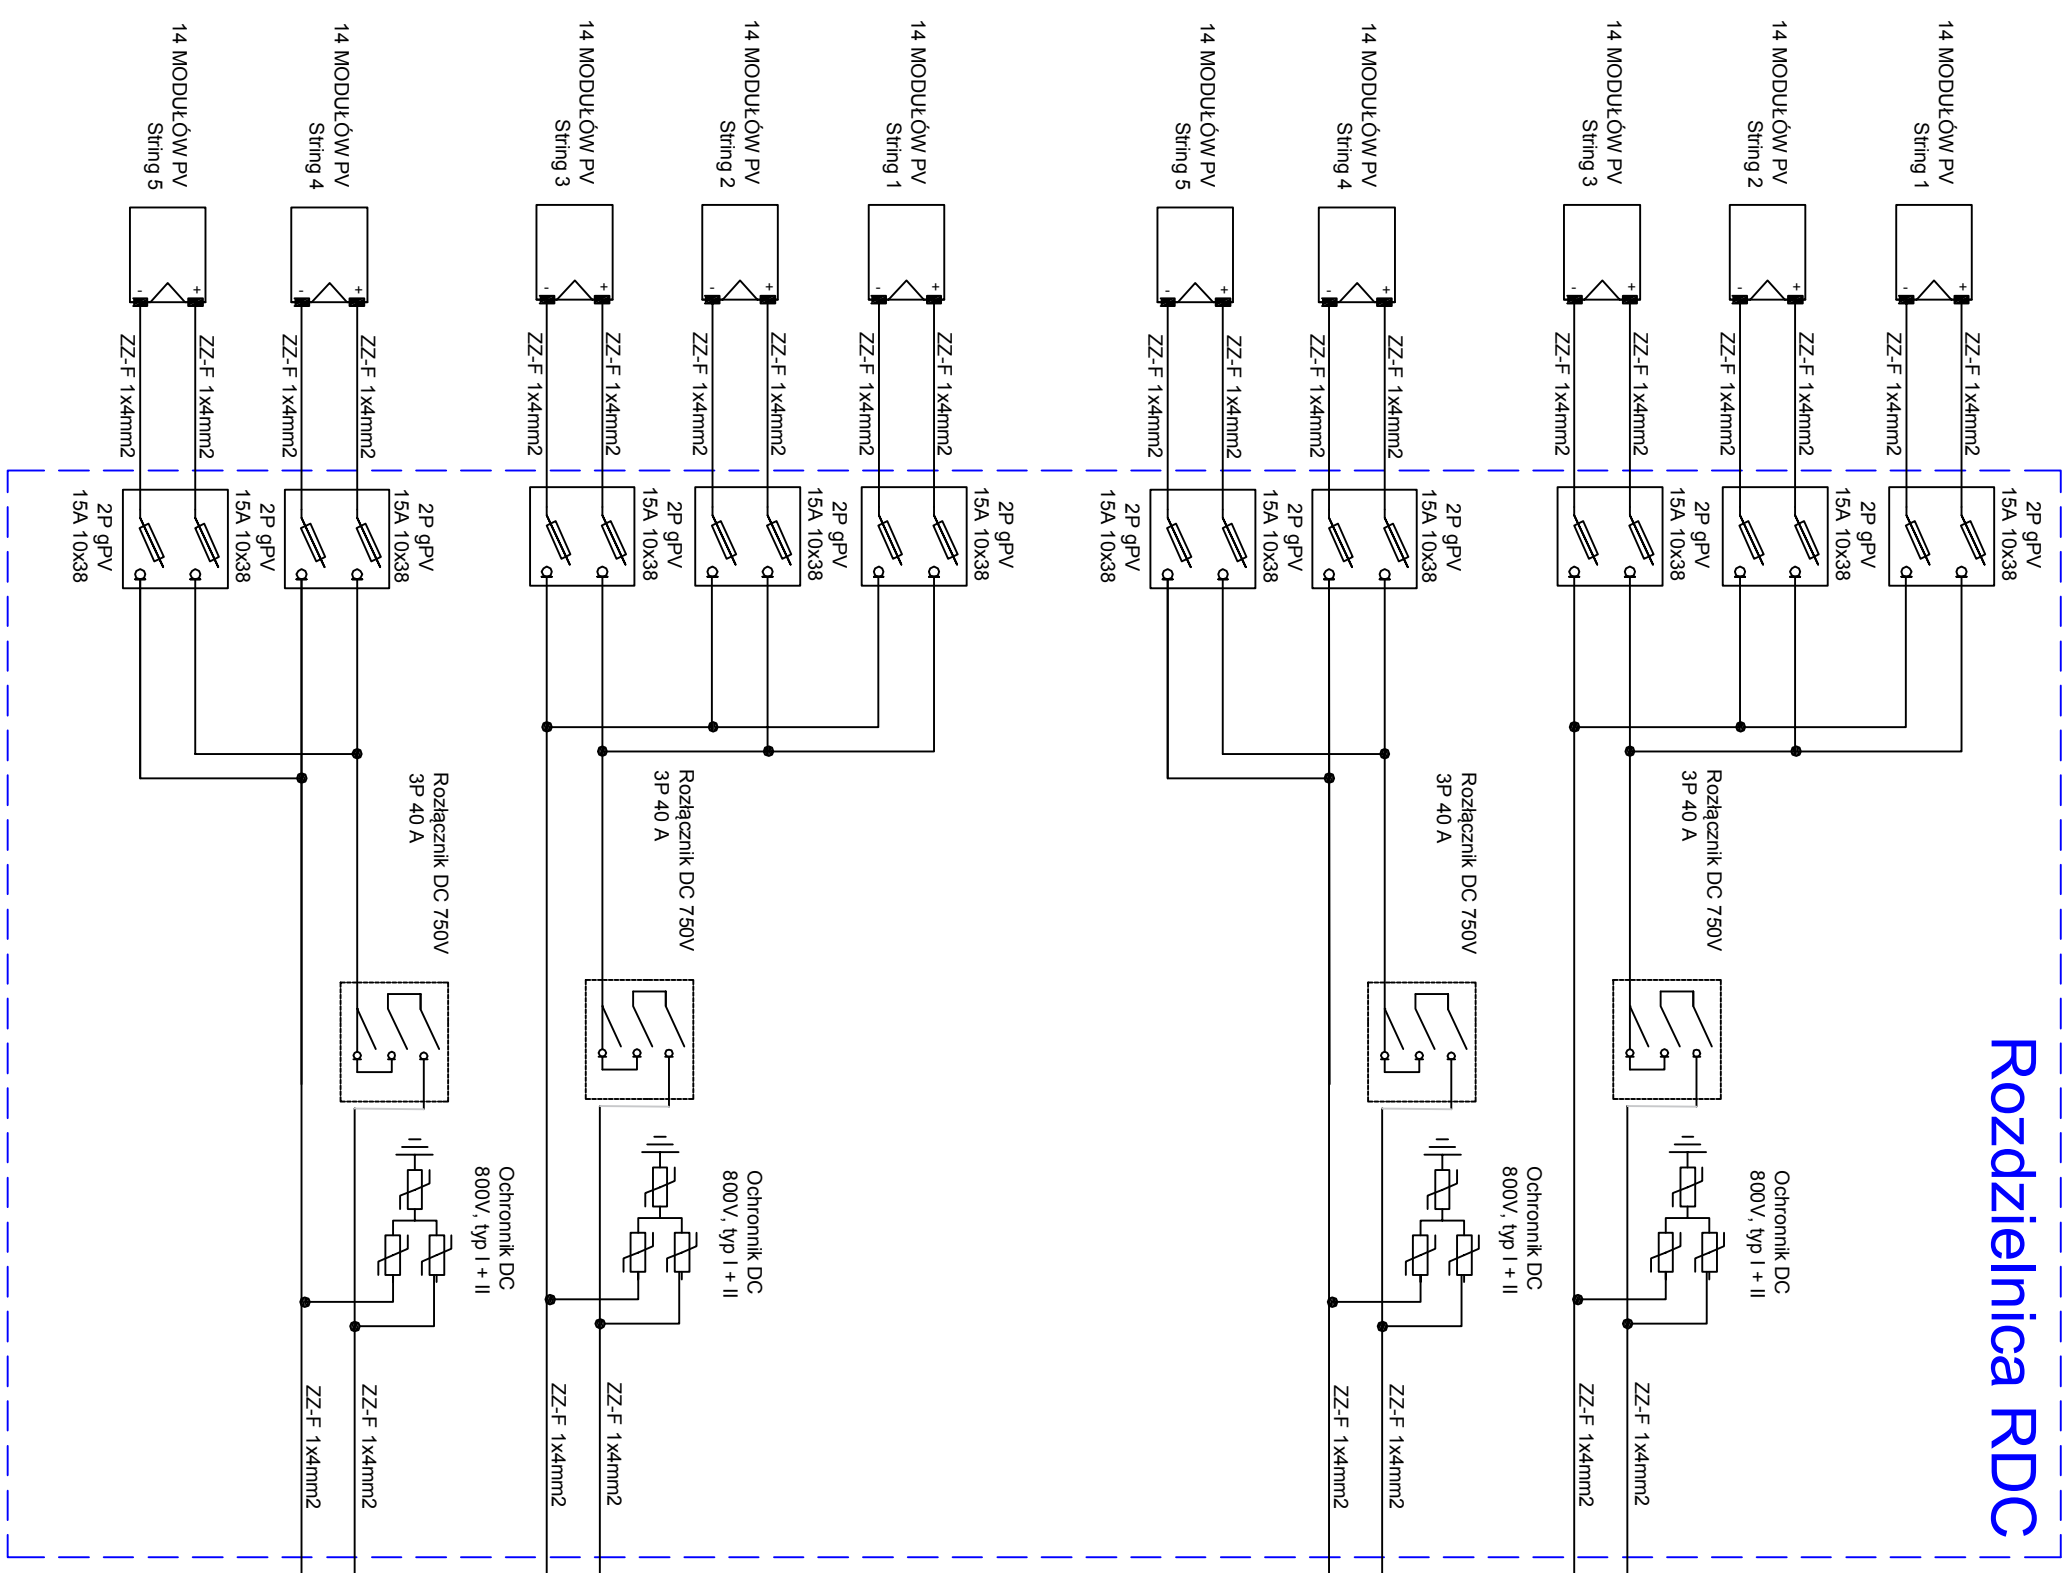 Rozdzielnica RDC
14 MODUŁÓW PV
String 1
ZZ-F 1x4mm2
ZZ-F 1x4mm2
2P gPV
15A 10x38
14 MODUŁÓW PV
String 2
ZZ-F 1x4mm2
ZZ-F 1x4mm2
2P gPV
15A 10x38
14 MODUŁÓW PV
String 3
ZZ-F 1x4mm2
ZZ-F 1x4mm2
2P gPV
15A 10x38
Rozłącznik DC 750V
3P 40 A
Ochronnik DC
800V, typ I + II
ZZ-F 1x4mm2
ZZ-F 1x4mm2
14 MODUŁÓW PV
String 4
ZZ-F 1x4mm2
ZZ-F 1x4mm2
2P gPV
15A 10x38
14 MODUŁÓW PV
String 5
ZZ-F 1x4mm2
ZZ-F 1x4mm2
2P gPV
15A 10x38
2P gPV
15A 10x38
Rozłącznik DC 750V
3P 40 A
Ochronnik DC
800V, typ I + II
ZZ-F 1x4mm2
ZZ-F 1x4mm2
14 MODUŁÓW PV
String 1
ZZ-F 1x4mm2
ZZ-F 1x4mm2
2P gPV
15A 10x38
14 MODUŁÓW PV
String 2
ZZ-F 1x4mm2
ZZ-F 1x4mm2
2P gPV
15A 10x38
14 MODUŁÓW PV
String 3
ZZ-F 1x4mm2
ZZ-F 1x4mm2
2P gPV
15A 10x38
Rozłącznik DC 750V
3P 40 A
Ochronnik DC
800V, typ I + II
ZZ-F 1x4mm2
ZZ-F 1x4mm2
14 MODUŁÓW PV
String 4
ZZ-F 1x4mm2
ZZ-F 1x4mm2
2P gPV
15A 10x38
14 MODUŁÓW PV
String 5
ZZ-F 1x4mm2
ZZ-F 1x4mm2
2P gPV
15A 10x38
2P gPV
15A 10x38
Rozłącznik DC 750V
3P 40 A
Ochronnik DC
800V, typ I + II
ZZ-F 1x4mm2
ZZ-F 1x4mm2